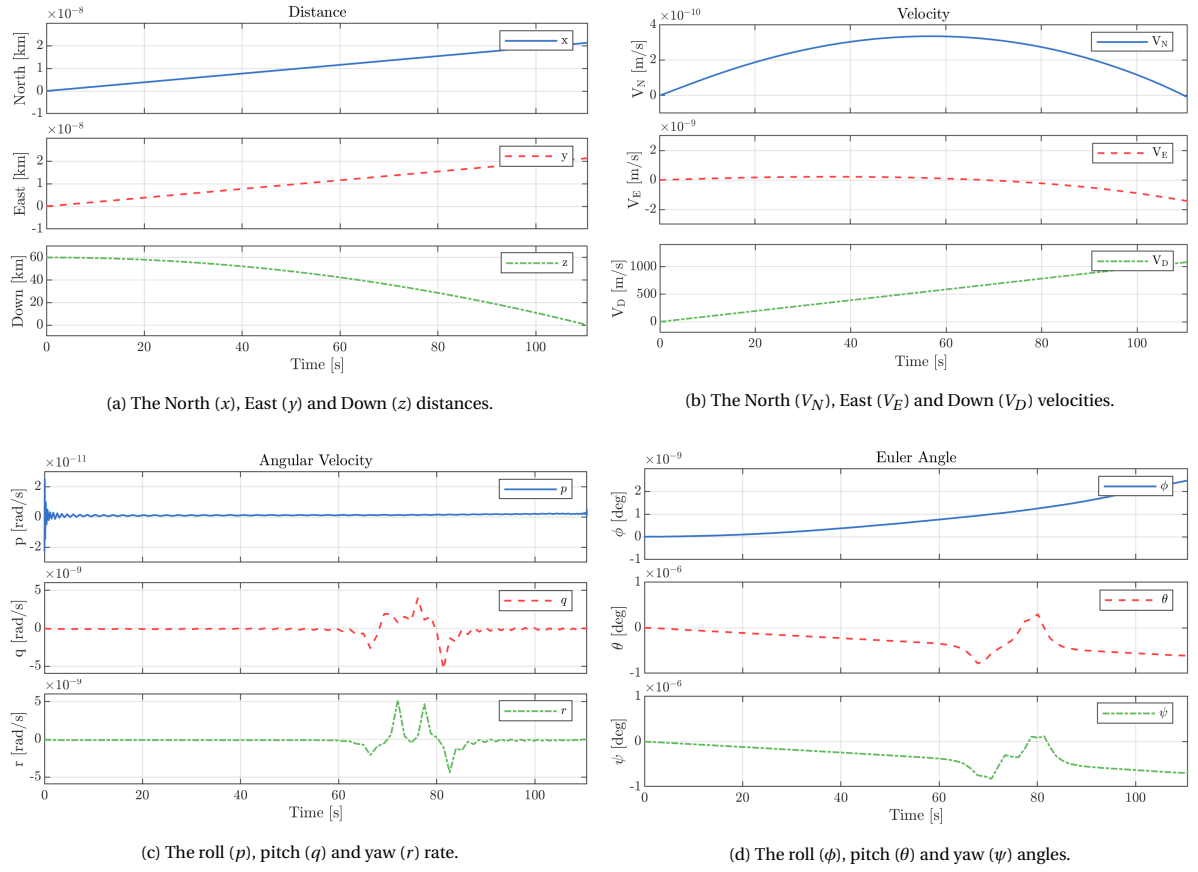 Distance
×10⁻⁸
North [km]
2
1
0
-1
x
×10⁻⁸
East [km]
2
1
0
-1
y
Down [km]
60
40
20
0
z
0 20 40 60 80 100
Time [s]
(a) The North (x), East (y) and Down (z) distances.
Velocity
×10⁻¹⁰
V_N [m/s]
4
2
0
V_N
×10⁻⁹
V_E [m/s]
2
0
-2
V_E
V_D [m/s]
1000
500
0
V_D
0 20 40 60 80 100
Time [s]
(b) The North (V_N), East (V_E) and Down (V_D) velocities.
Angular Velocity
×10⁻¹¹
p [rad/s]
2
0
-2
p
×10⁻⁹
q [rad/s]
5
0
-5
q
×10⁻⁹
r [rad/s]
5
0
-5
r
0 20 40 60 80 100
Time [s]
(c) The roll (p), pitch (q) and yaw (r) rate.
Euler Angle
×10⁻⁹
ϕ [deg]
2
1
0
-1
ϕ
×10⁻⁶
θ [deg]
1
0
-1
θ
×10⁻⁶
ψ [deg]
1
0
-1
ψ
0 20 40 60 80 100
Time [s]
(d) The roll (ϕ), pitch (θ) and yaw (ψ) angles.